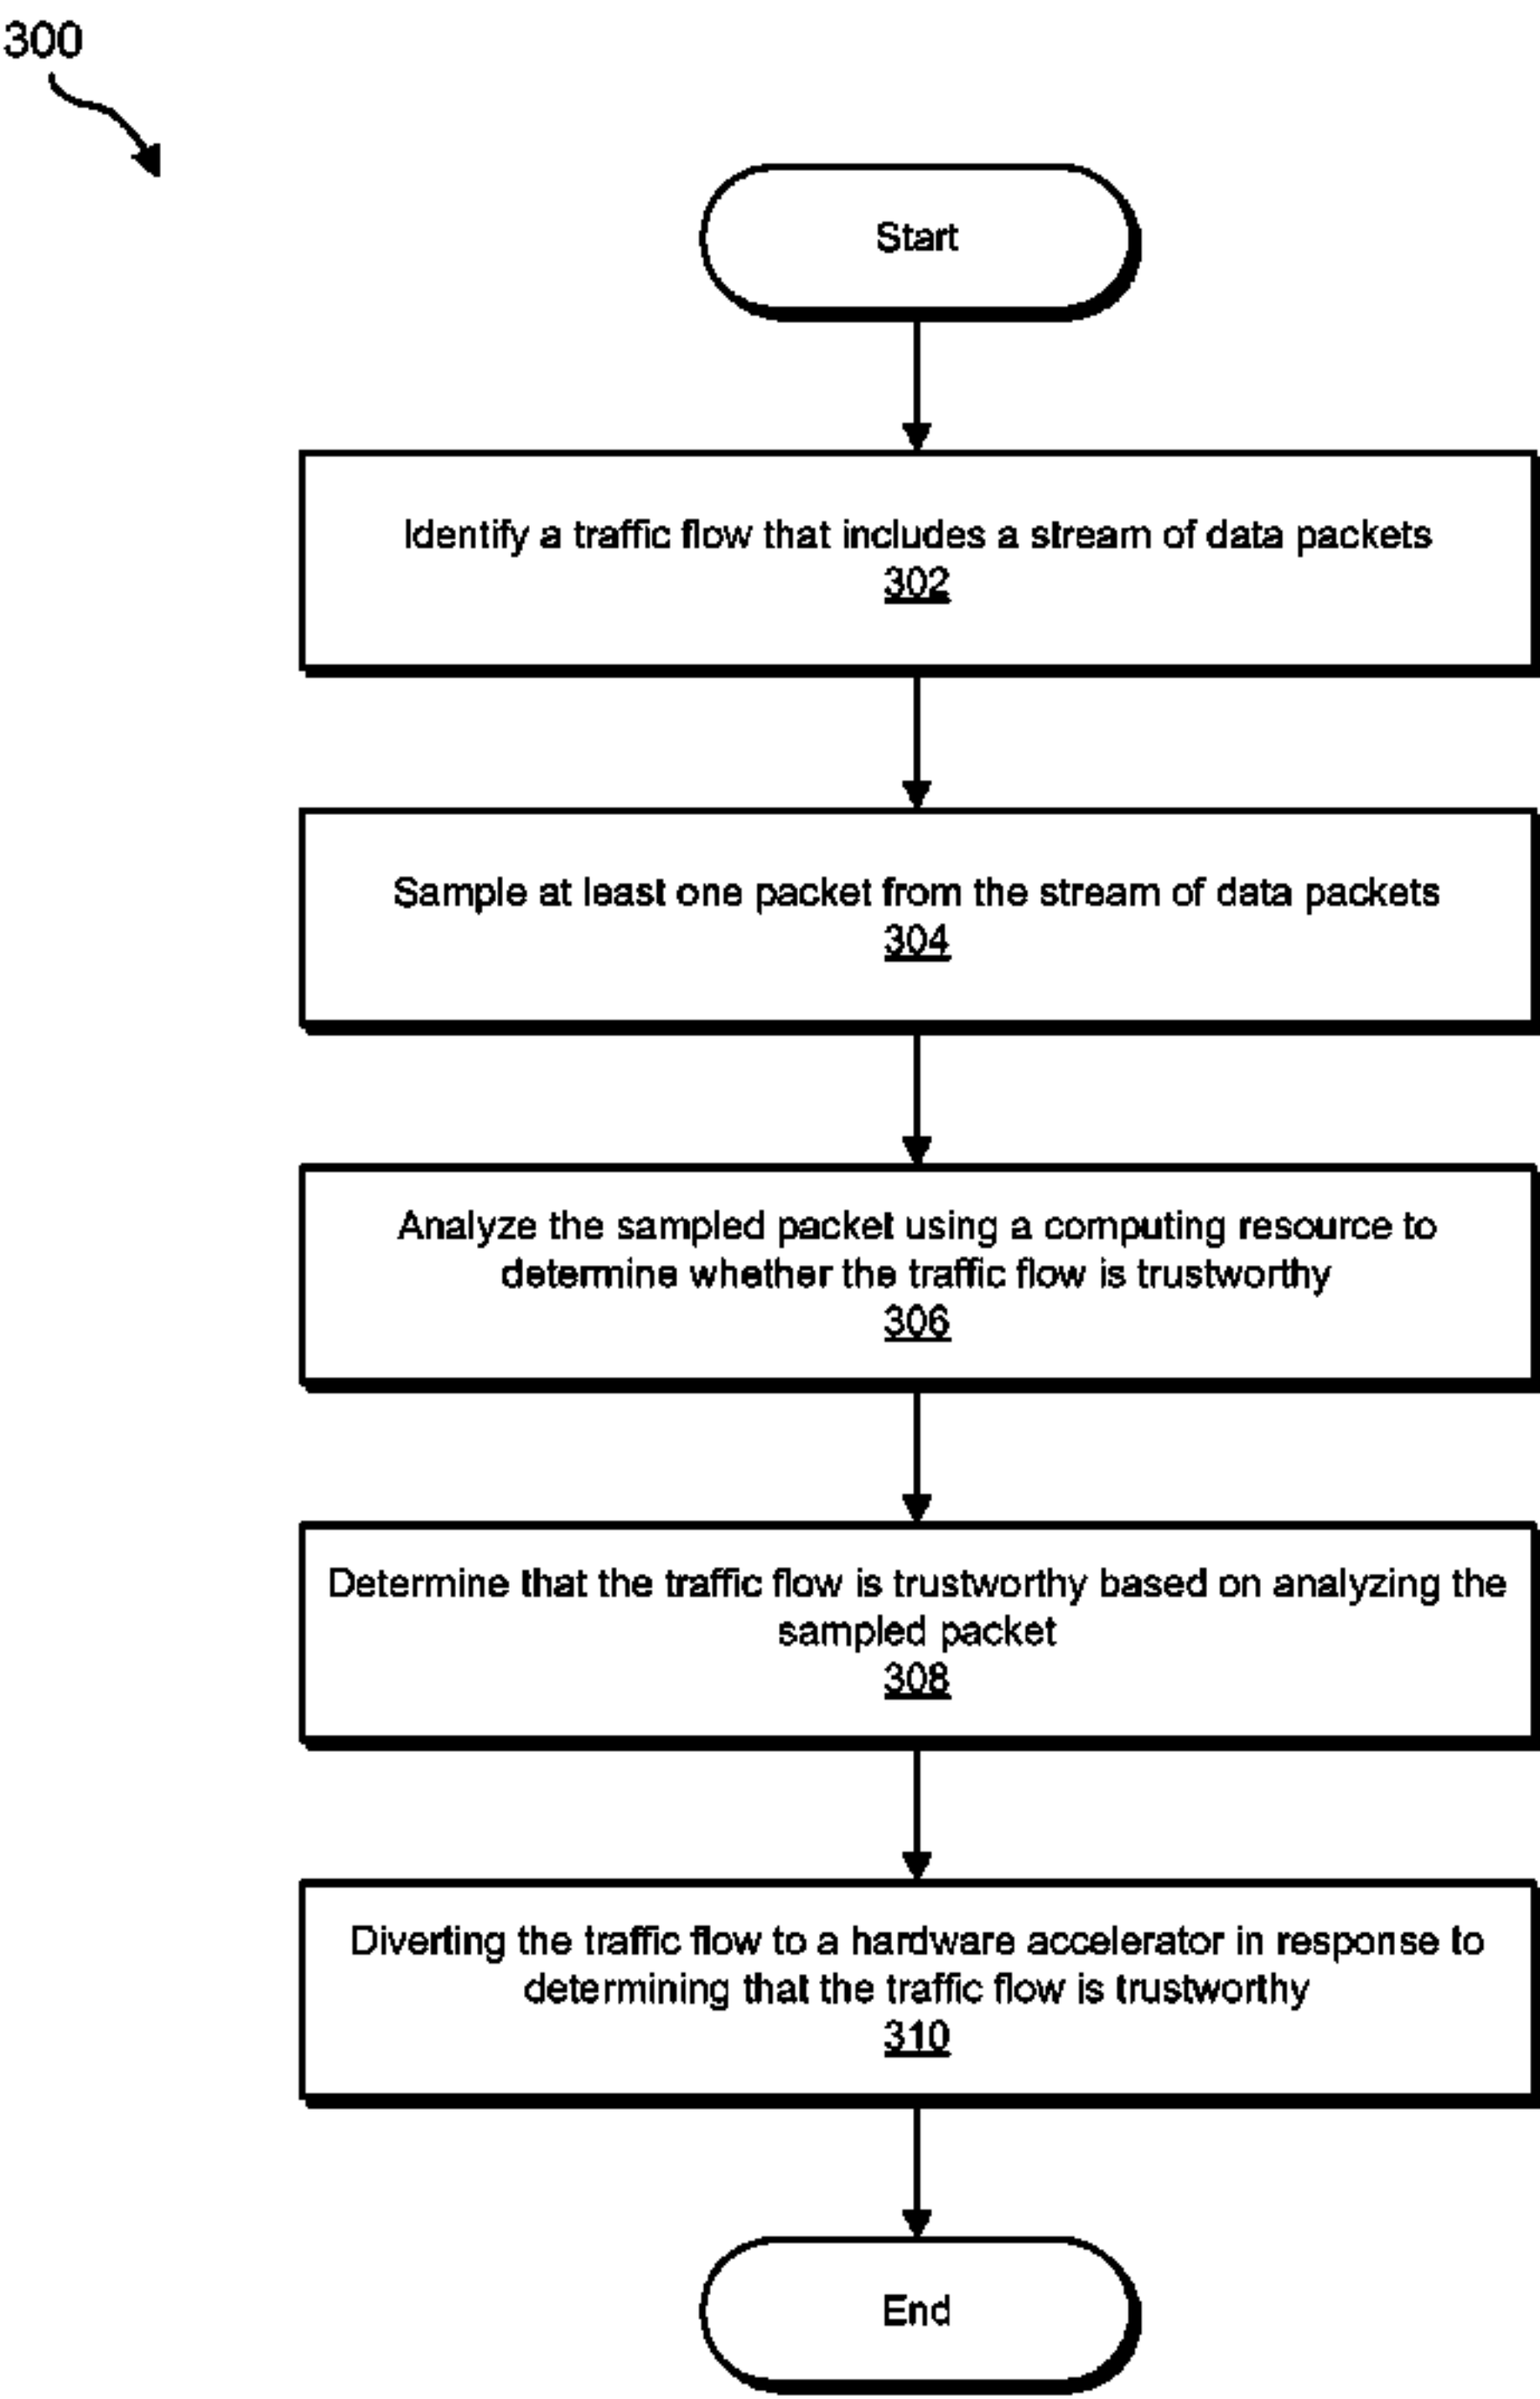 300
Start
Identify a traffic flow that includes a stream of data packets
302
Sample at least one packet from the stream of data packets
304
Analyze the sampled packet using a computing resource to
determine whether the traffic flow is trustworthy
306
Determine that the traffic flow is trustworthy based on analyzing the
sampled packet
308
Diverting the traffic flow to a hardware accelerator in response to
determining that the traffic flow is trustworthy
310
End